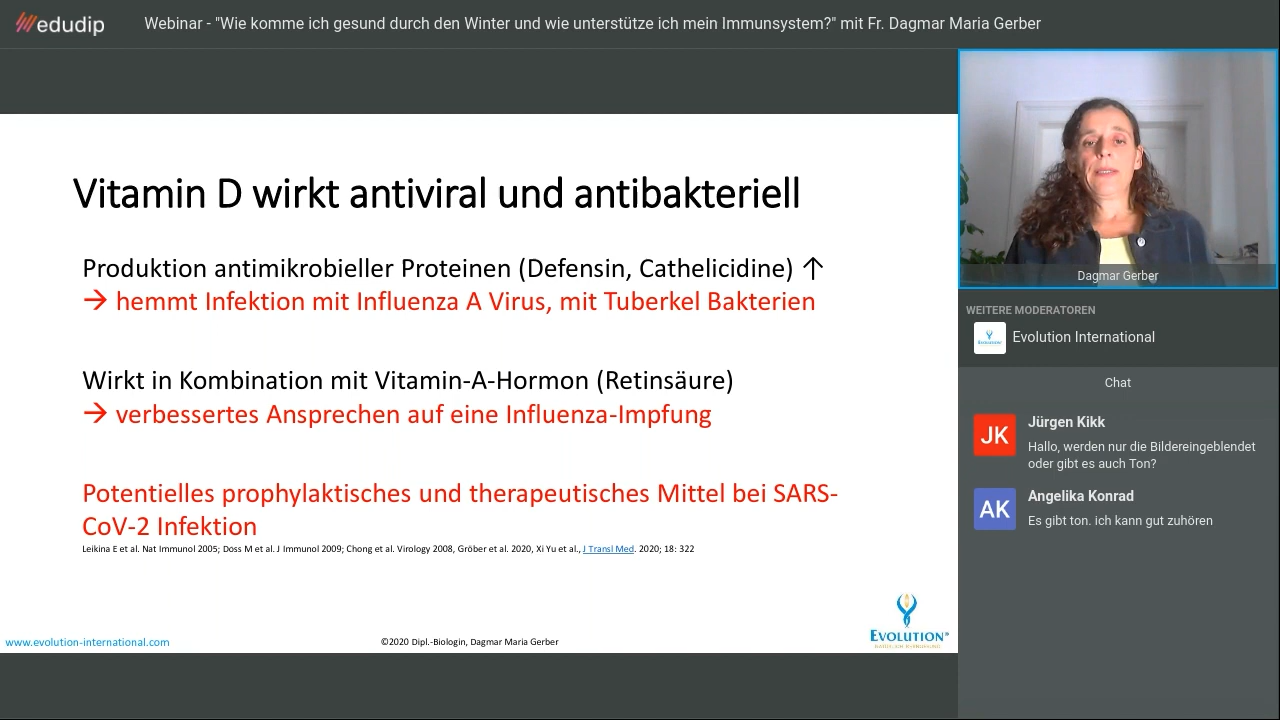 edudip
Webinar - "Wie komme ich gesund durch den Winter und wie unterstütze ich mein Immunsystem?" mit Fr. Dagmar Maria Gerber
Vitamin D wirkt antiviral und antibakteriell
Produktion antimikrobieller Proteinen (Defensin, Cathelicidine) ↑
→ hemmt Infektion mit Influenza A Virus, mit Tuberkel Bakterien
Wirkt in Kombination mit Vitamin-A-Hormon (Retinsäure)
→ verbessertes Ansprechen auf eine Influenza-Impfung
Potentielles prophylaktisches und therapeutisches Mittel bei SARS-
CoV-2 Infektion
Leikina E et al. Nat Immunol 2005; Doss M et al. J Immunol 2009; Chong et al. Virology 2008, Gröber et al. 2020, Xi Yu et al., J Transl Med. 2020; 18: 322
www.evolution-international.com
©2020 Dipl.-Biologin, Dagmar Maria Gerber
EVOLUTION®
Dagmar Gerber
WEITERE MODERATOREN
Evolution International
Chat
JK
Jürgen Kikk
Hallo, werden nur die Bildereingeblendet
oder gibt es auch Ton?
AK
Angelika Konrad
Es gibt ton. ich kann gut zuhören